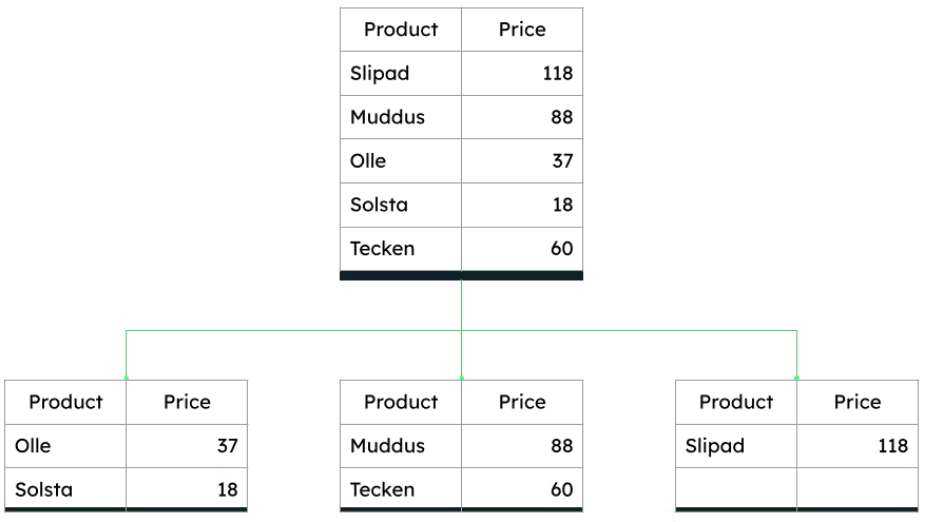 Product Price
Slipad 118
Muddus 88
Olle 37
Solsta 18
Tecken 60
Product Price
Olle 37
Solsta 18
Product Price
Muddus 88
Tecken 60
Product Price
Slipad 118